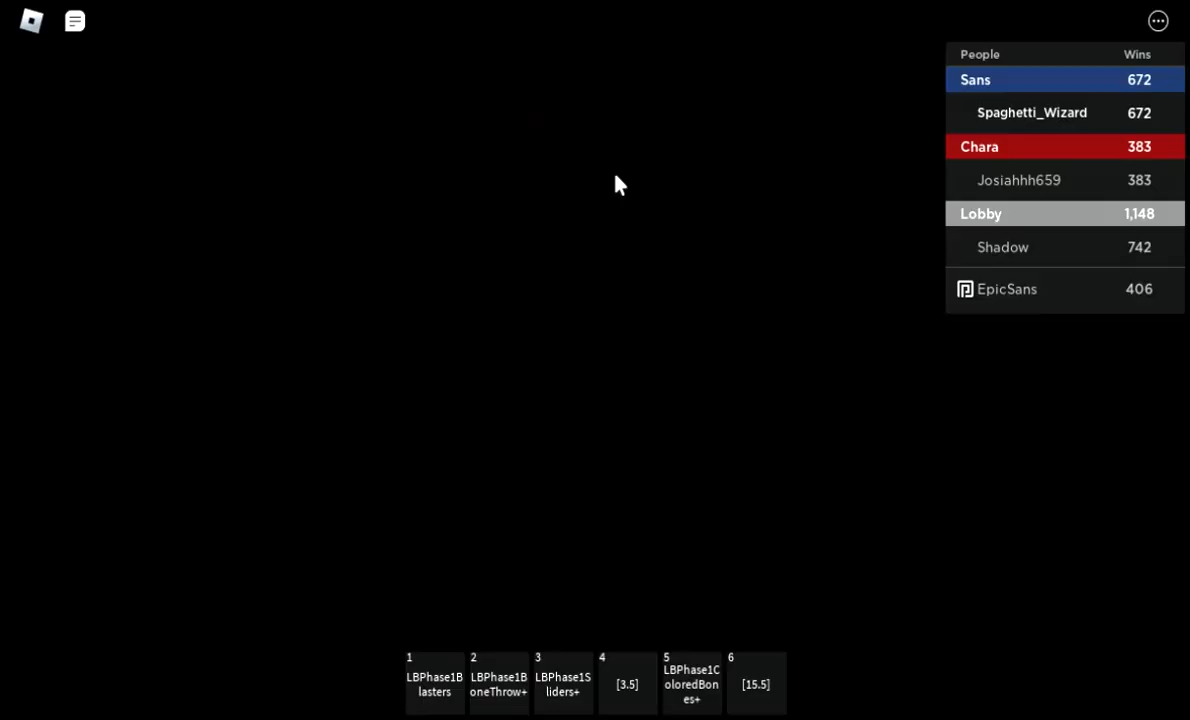 People Wins
Sans 672
Spaghetti_Wizard 672
Chara 383
Josiahhh659 383
Lobby 1,148
Shadow 742
EpicSans 406
1
LBPhase1B
lasters
2
LBPhase1B
oneThrow+
3
LBPhase1S
liders+
4
[3.5]
5
LBPhase1C
oloredBon
es+
6
[15.5]